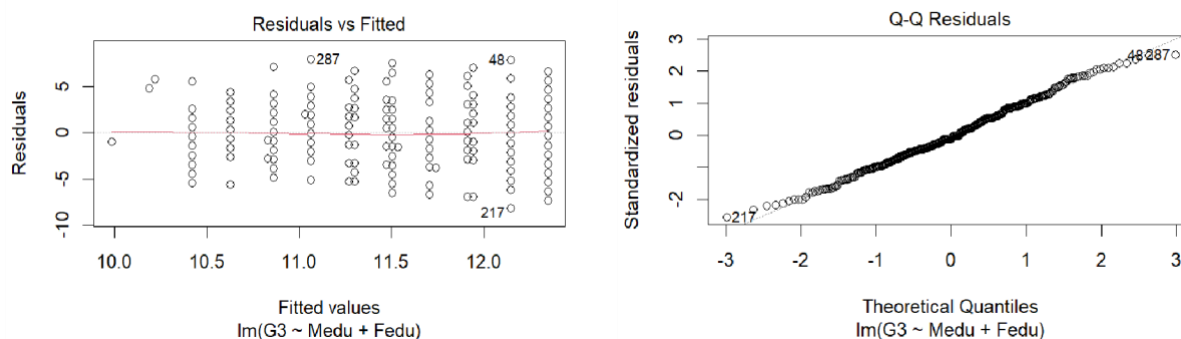 Residuals vs Fitted
Residuals
5
0
-5
-10
287
48
217
10.0 10.5 11.0 11.5 12.0
Fitted values
lm(G3 ~ Medu + Fedu)
Q-Q Residuals
Standardized residuals
3
2
1
0
-2
48 287
217
-3 -2 -1 0 1 2 3
Theoretical Quantiles
lm(G3 ~ Medu + Fedu)